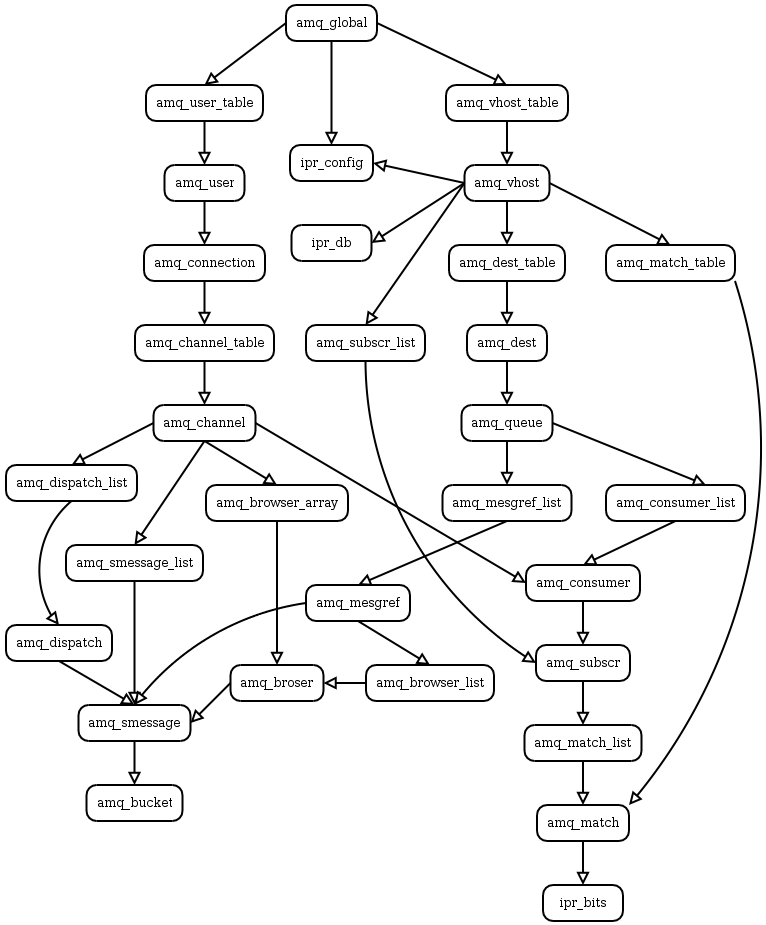 amq_global
amq_user_table
amq_vhost_table
ipr_config
amq_user
amq_vhost
ipr_db
amq_connection
amq_dest_table
amq_match_table
amq_channel_table
amq_subscr_list
amq_dest
amq_channel
amq_queue
amq_dispatch_list
amq_browser_array
amq_mesgref_list
amq_consumer_list
amq_smessage_list
amq_consumer
amq_mesgref
amq_dispatch
amq_subscr
amq_broser
amq_browser_list
amq_smessage
amq_match_list
amq_bucket
amq_match
ipr_bits